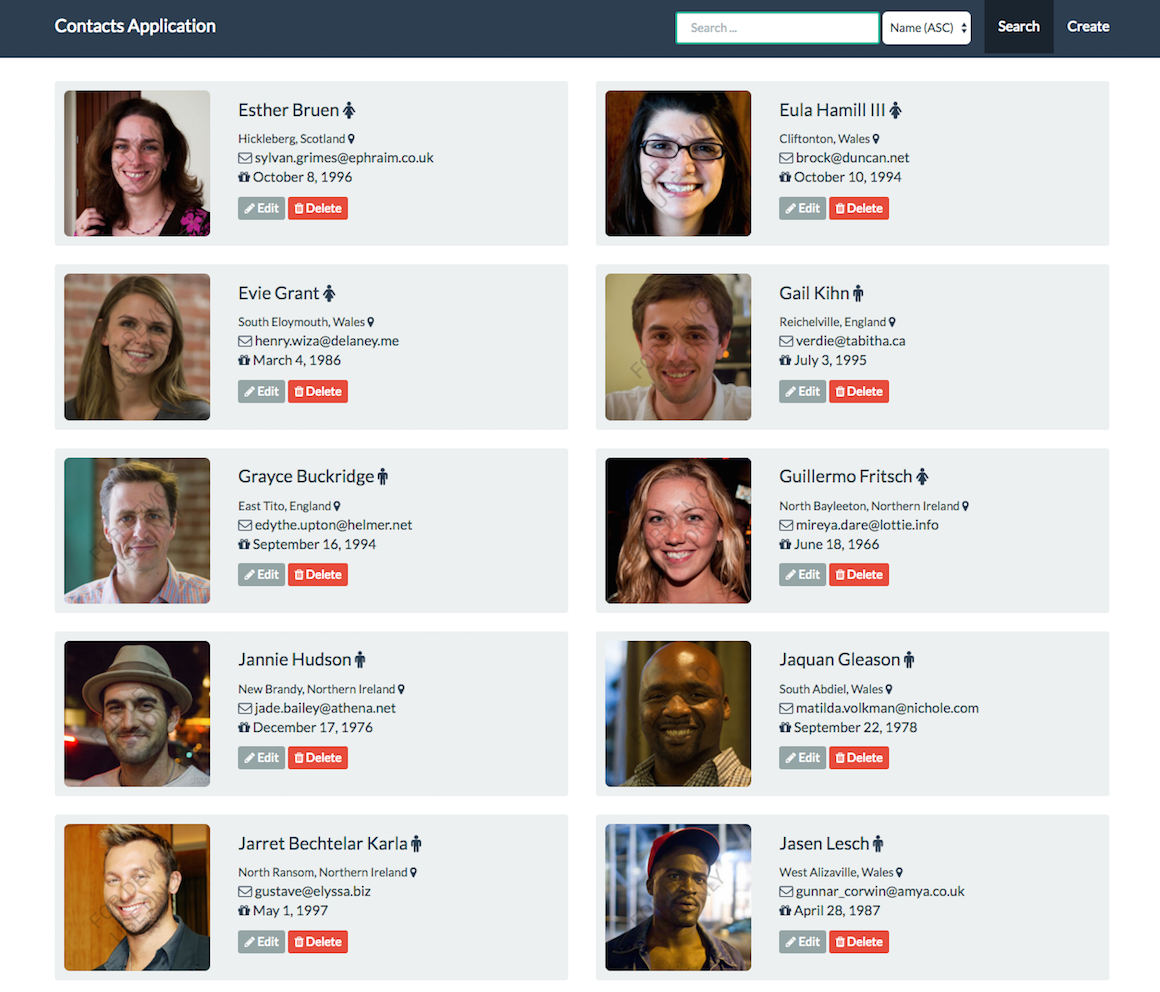 Contacts Application
Search ...
Name (ASC)
Search
Create
Esther Bruen
Hickleberg, Scotland
sylvan.grimes@ephraim.co.uk
October 8, 1996
Edit Delete
Eula Hamill III
Cliftonton, Wales
brock@duncan.net
October 10, 1994
Edit Delete
Evie Grant
South Eloymouth, Wales
henry.wiza@delaney.me
March 4, 1986
Edit Delete
Gail Kihn
Reichelville, England
verdie@tabitha.ca
July 3, 1995
Edit Delete
Grayce Buckridge
East Tito, England
edythe.upton@helmer.net
September 16, 1994
Edit Delete
Guillermo Fritsch
North Bayleeton, Northern Ireland
mireya.dare@lottie.info
June 18, 1966
Edit Delete
Jannie Hudson
New Brandy, Northern Ireland
jade.bailey@athena.net
December 17, 1976
Edit Delete
Jaquan Gleason
South Abdiel, Wales
matilda.volkman@nichole.com
September 22, 1978
Edit Delete
Jarret Bechtelar Karla
North Ransom, Northern Ireland
gustave@elyssa.biz
May 1, 1997
Edit Delete
Jasen Lesch
West Alizaville, Wales
gunnar_corwin@amya.co.uk
April 28, 1987
Edit Delete